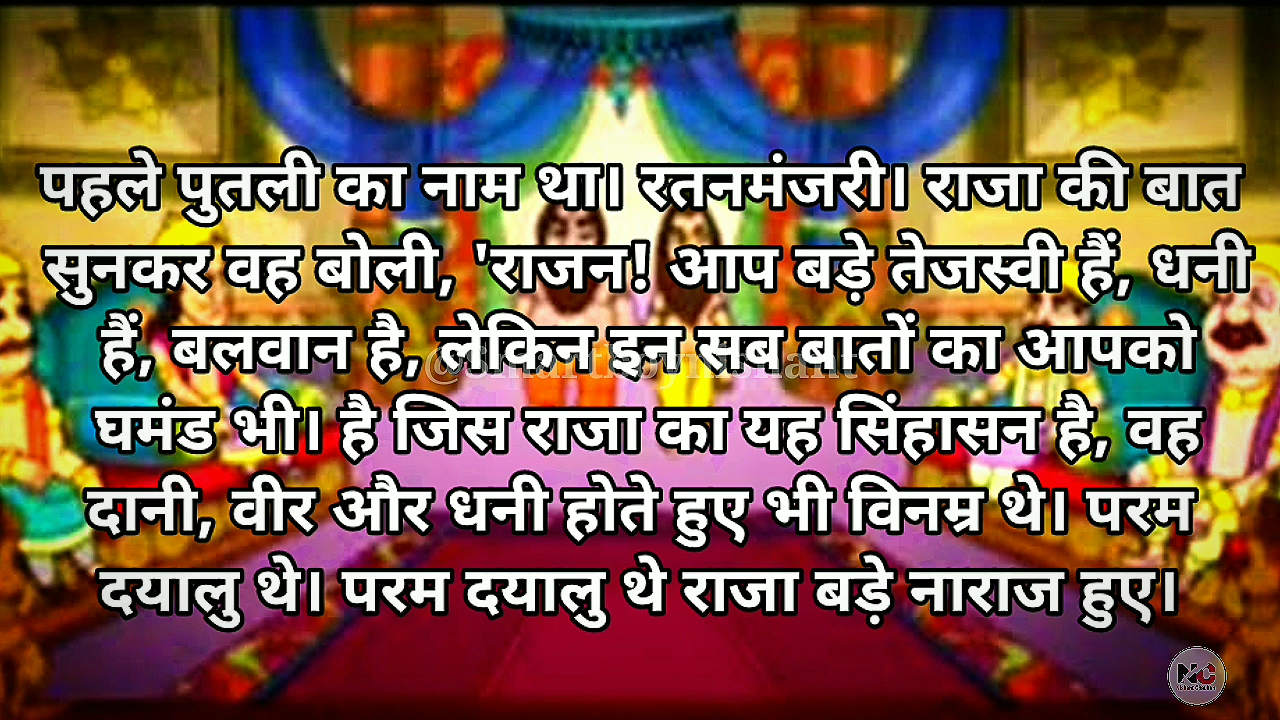 पहले पुतली का नाम था। रतनमंजरी। राजा की बात
सुनकर वह बोली, 'राजन! आप बड़े तेजस्वी हैं, धनी
हैं, बलवान है, लेकिन इन सब बातों का आपको
घमंड भी। है जिस राजा का यह सिंहासन है, वह
दानी, वीर और धनी होते हुए भी विनम्र थे। परम
दयालु थे। परम दयालु थे राजा बड़े नाराज हुए।
NC